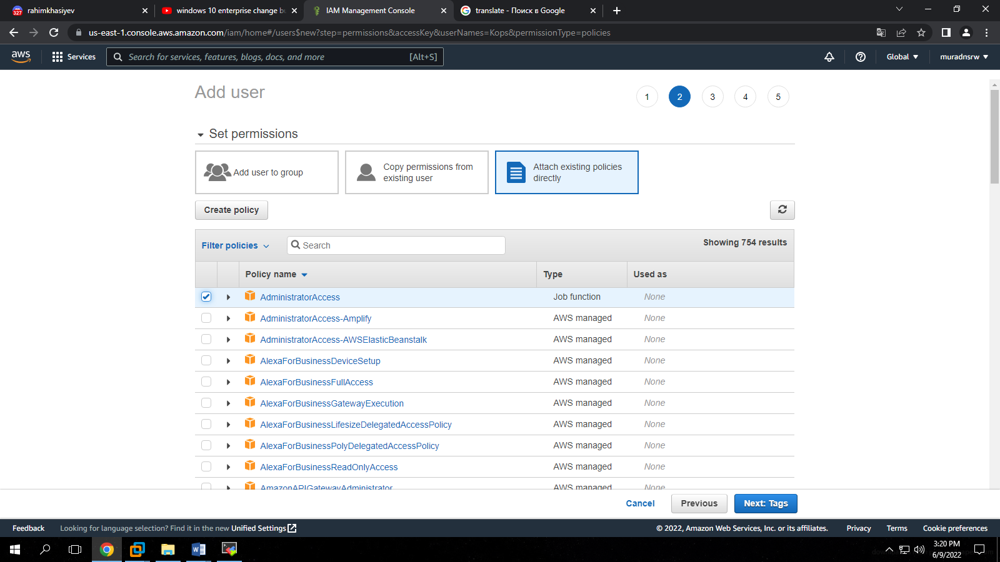 rahimkhasiyev
windows 10 enterprise change bu
IAM Management Console
translate - Поиск в Google
us-east-1.console.aws.amazon.com/iam/home#/users$new?step=permissions&accessKey&userNames=Kops&permissionType=policies
aws
Services
Search for services, features, blogs, docs, and more
[Alt+S]
Global
muradnsrw
Add user
1
2
3
4
5
Set permissions
Add user to group
Copy permissions from
existing user
Attach existing policies
directly
Create policy
Filter policies
Search
Showing 754 results
Policy name
Type
Used as
AdministratorAccess
Job function
None
AdministratorAccess-Amplify
AWS managed
None
AdministratorAccess-AWSElasticBeanstalk
AWS managed
None
AlexaForBusinessDeviceSetup
AWS managed
None
AlexaForBusinessFullAccess
AWS managed
None
AlexaForBusinessGatewayExecution
AWS managed
None
AlexaForBusinessLifesizeDelegatedAccessPolicy
AWS managed
None
AlexaForBusinessPolyDelegatedAccessPolicy
AWS managed
None
AlexaForBusinessReadOnlyAccess
AWS managed
None
AmazonAPIGatewayAdministrator
AWS managed
None
Cancel
Previous
Next: Tags
Feedback
Looking for language selection? Find it in the new Unified Settings
© 2022, Amazon Web Services, Inc. or its affiliates.
Privacy
Terms
Cookie preferences
3:20 PM
6/9/2022